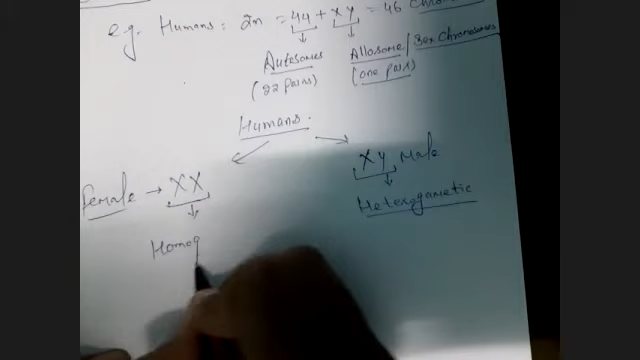 e.g. Humans: 2n = 44 + XY = 46 Chromosomes
Autosomes Allosome / Sex Chromosomes
(22 pairs) (one pair)
Humans.
Female → XX XY Male
Heterogametic
Homog